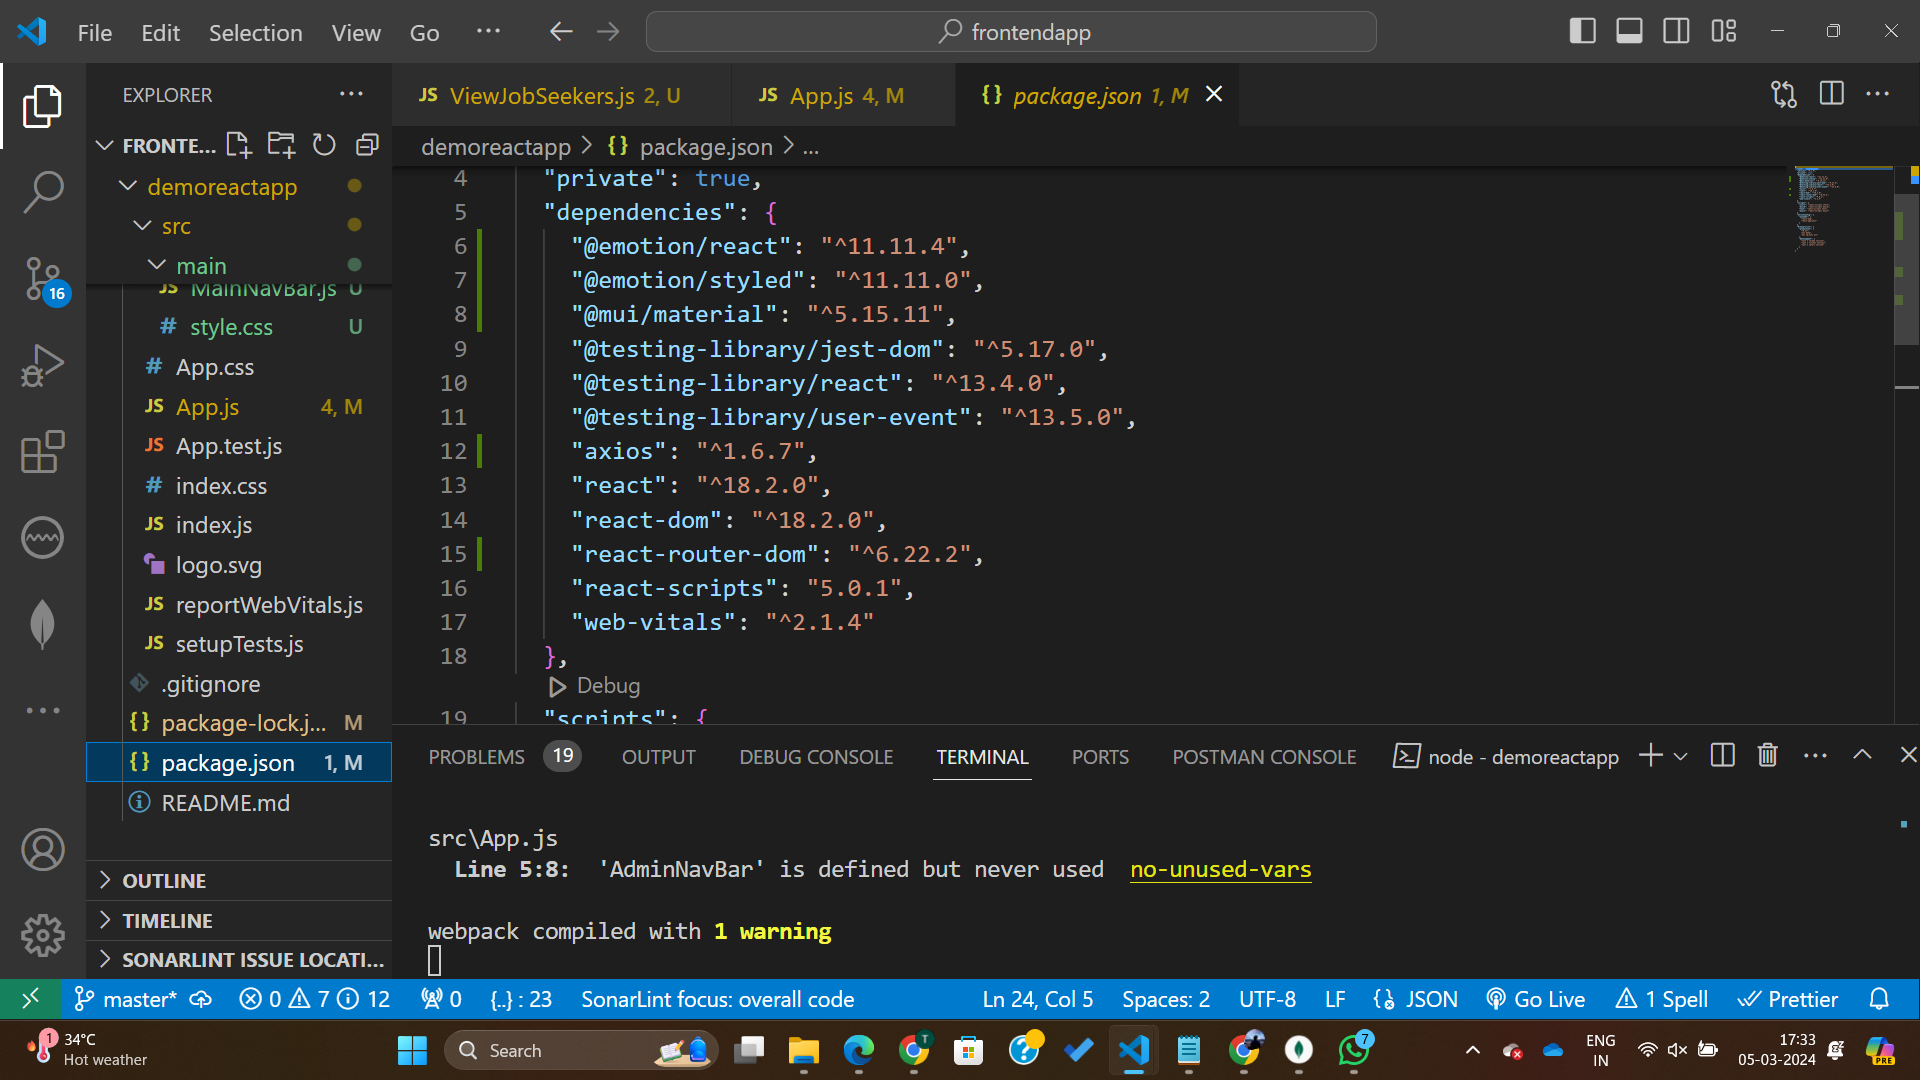 File Edit Selection View Go ···
frontendapp
EXPLORER ···
FRONTE...
demoreactapp
src
main
MainNavBar.js U
# style.css U
# App.css
JS App.js 4, M
JS App.test.js
# index.css
JS index.js
logo.svg
JS reportWebVitals.js
JS setupTests.js
.gitignore
{} package-lock.j... M
{} package.json 1, M
README.md
OUTLINE
TIMELINE
SONARLINT ISSUE LOCATI...
16
JS ViewJobSeekers.js 2, U
JS App.js 4, M
{} package.json 1, M
demoreactapp > {} package.json > ...
4 "private": true,
5 "dependencies": {
6 "@emotion/react": "^11.11.4",
7 "@emotion/styled": "^11.11.0",
8 "@mui/material": "^5.15.11",
9 "@testing-library/jest-dom": "^5.17.0",
10 "@testing-library/react": "^13.4.0",
11 "@testing-library/user-event": "^13.5.0",
12 "axios": "^1.6.7",
13 "react": "^18.2.0",
14 "react-dom": "^18.2.0",
15 "react-router-dom": "^6.22.2",
16 "react-scripts": "5.0.1",
17 "web-vitals": "^2.1.4"
18 },
Debug
19 "scripts": {
PROBLEMS 19 OUTPUT DEBUG CONSOLE TERMINAL PORTS POSTMAN CONSOLE node - demoreactapp
src\App.js
Line 5:8: 'AdminNavBar' is defined but never used no-unused-vars
webpack compiled with 1 warning
master* 0 7 12 0 {..} : 23 SonarLint focus: overall code Ln 24, Col 5 Spaces: 2 UTF-8 LF JSON Go Live 1 Spell Prettier
1 34°C
Hot weather
Search
T
7
PRE
ENG
IN
17:33
05-03-2024